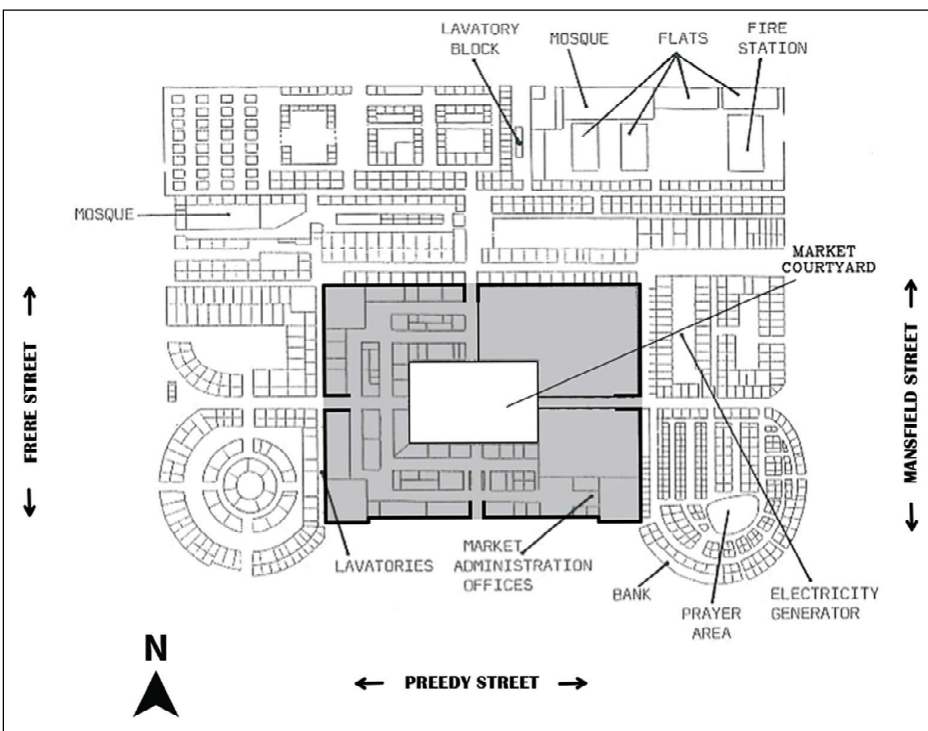 LAVATORY
BLOCK
MOSQUE
FLATS
FIRE
STATION
MOSQUE
MARKET
COURTYARD
FRERE STREET
MANSFIELD STREET
LAVATORIES
MARKET
ADMINISTRATION
OFFICES
BANK
PRAYER
AREA
ELECTRICITY
GENERATOR
N
PREEDY STREET